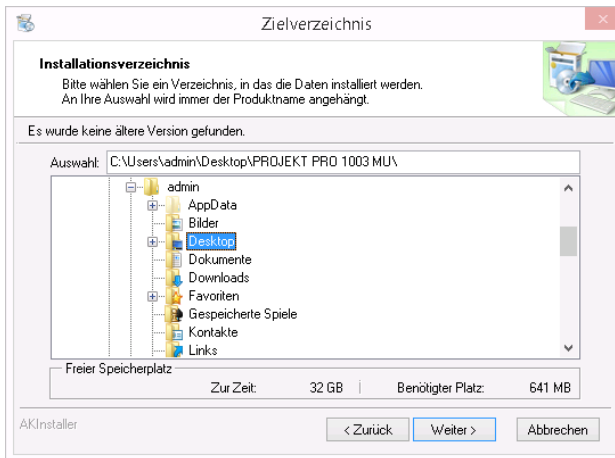 Zielverzeichnis
Installationsverzeichnis
Bitte wählen Sie ein Verzeichnis, in das die Daten installiert werden.
An Ihre Auswahl wird immer der Produktname angehängt.
Es wurde keine ältere Version gefunden.
Auswahl: C:\Users\admin\Desktop\PROJEKT PRO 1003 MU\
admin
AppData
Bilder
Desktop
Dokumente
Downloads
Favoriten
Gespeicherte Spiele
Kontakte
Links
Freier Speicherplatz
Zur Zeit: 32 GB Benötigter Platz: 641 MB
AKInstaller
< Zurück Weiter > Abbrechen